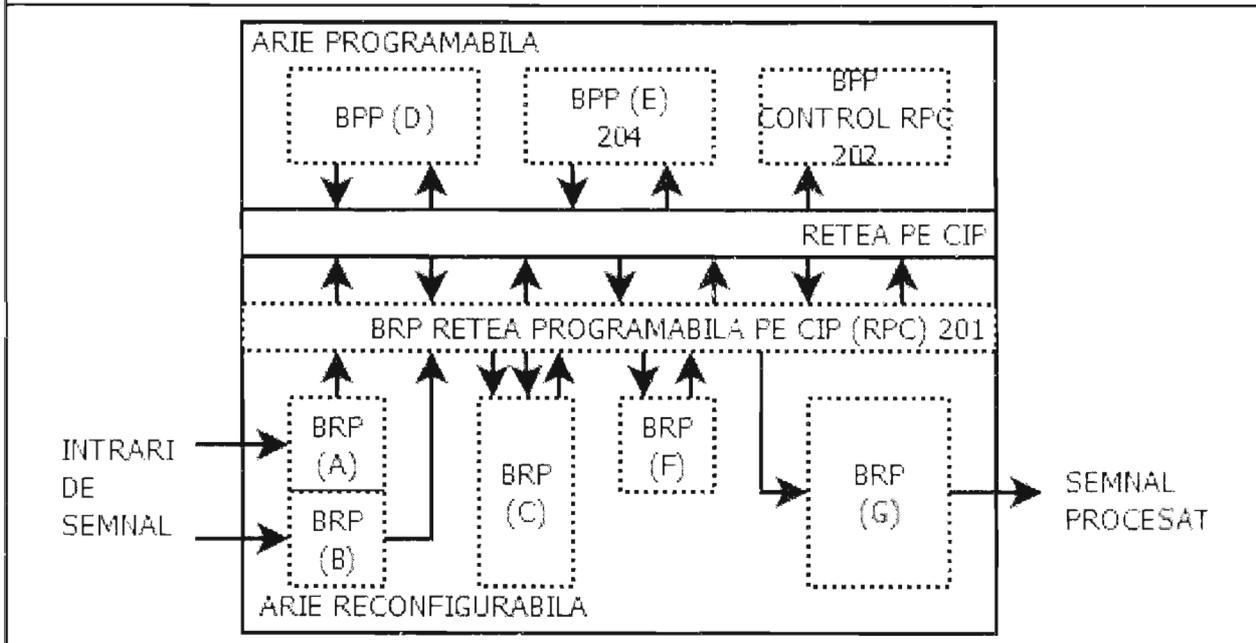 ARIE PROGRAMABILA
BPP (D)
BPP (E)
204
BPP
CONTROL RPC
202
RETEA PE CIP
BRP RETEA PROGRAMABILA PE CIP (RPC) 201
INTRARI
DE
SEMNAL
BRP
(A)
BRP
(B)
BRP
(C)
BRP
(F)
BRP
(G)
SEMNAL
PROCESAT
ARIE RECONFIGURABILA